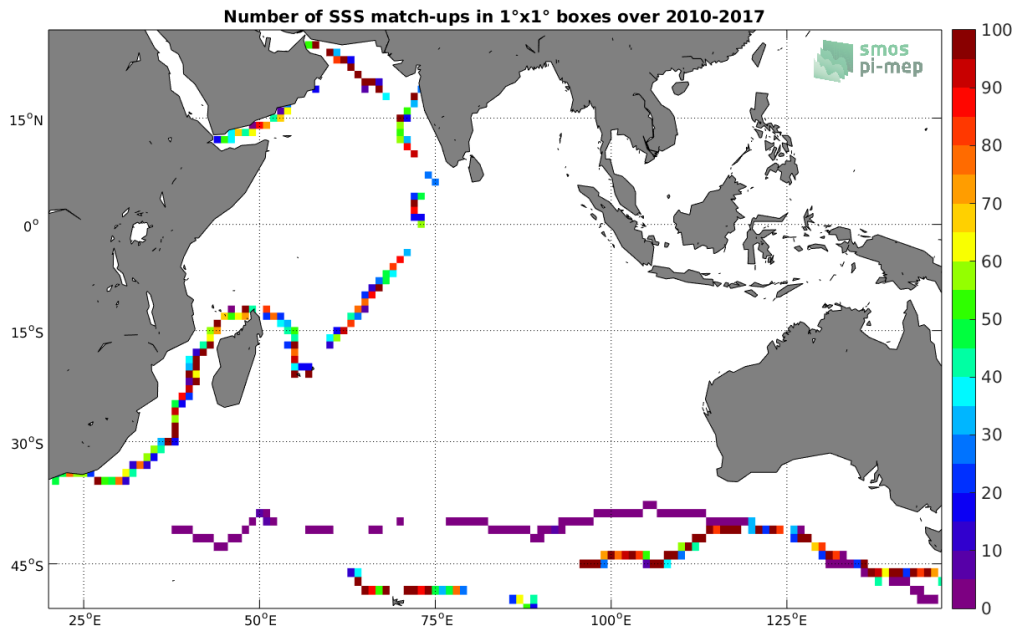 Number of SSS match-ups in 1°x1° boxes over 2010-2017
smos
pi-mep
100
90
80
70
60
50
40
30
20
10
0
15°N
0°
15°S
30°S
45°S
25°E
50°E
75°E
100°E
125°E